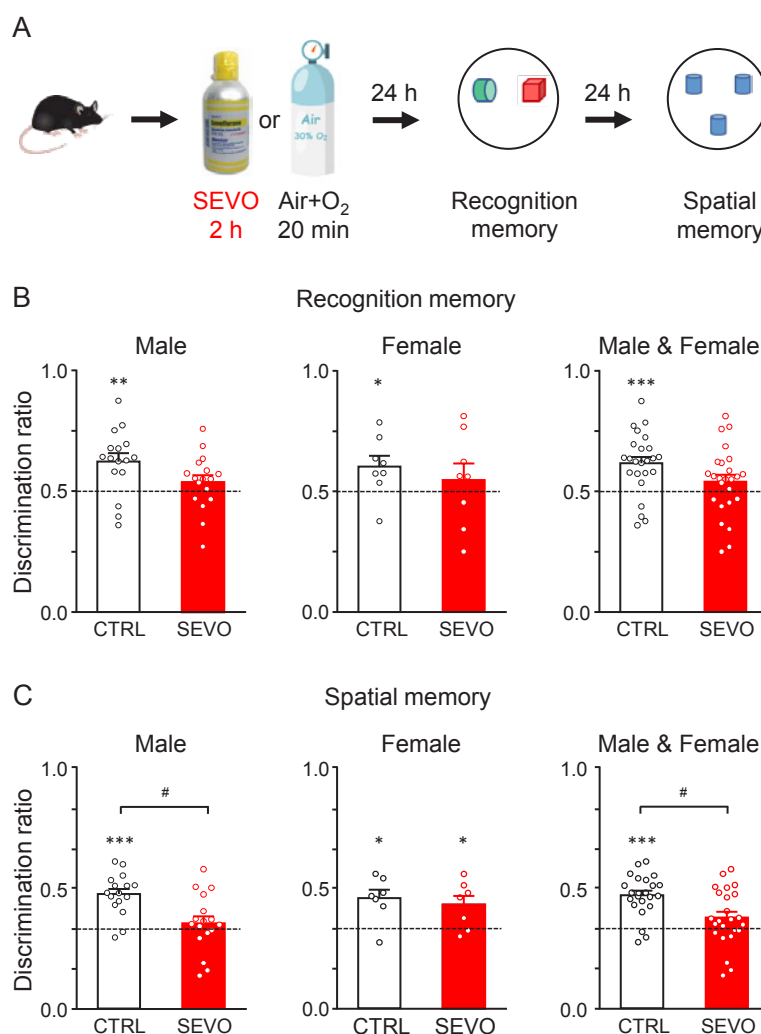 A
24 h
24 h
or
Air
30% O₂
SEVO
2 h
Air+O₂
20 min
Recognition
memory
Spatial
memory
B
Recognition memory
Male
Female
Male & Female
Discrimination ratio
1.0
0.5
0.0
**
CTRL
SEVO
1.0
0.5
0.0
*
CTRL
SEVO
1.0
0.5
0.0
***
CTRL
SEVO
C
Spatial memory
Male
Female
Male & Female
Discrimination ratio
1.0
0.5
0.0
#
***
CTRL
SEVO
1.0
0.5
0.0
*
*
CTRL
SEVO
1.0
0.5
0.0
#
***
CTRL
SEVO